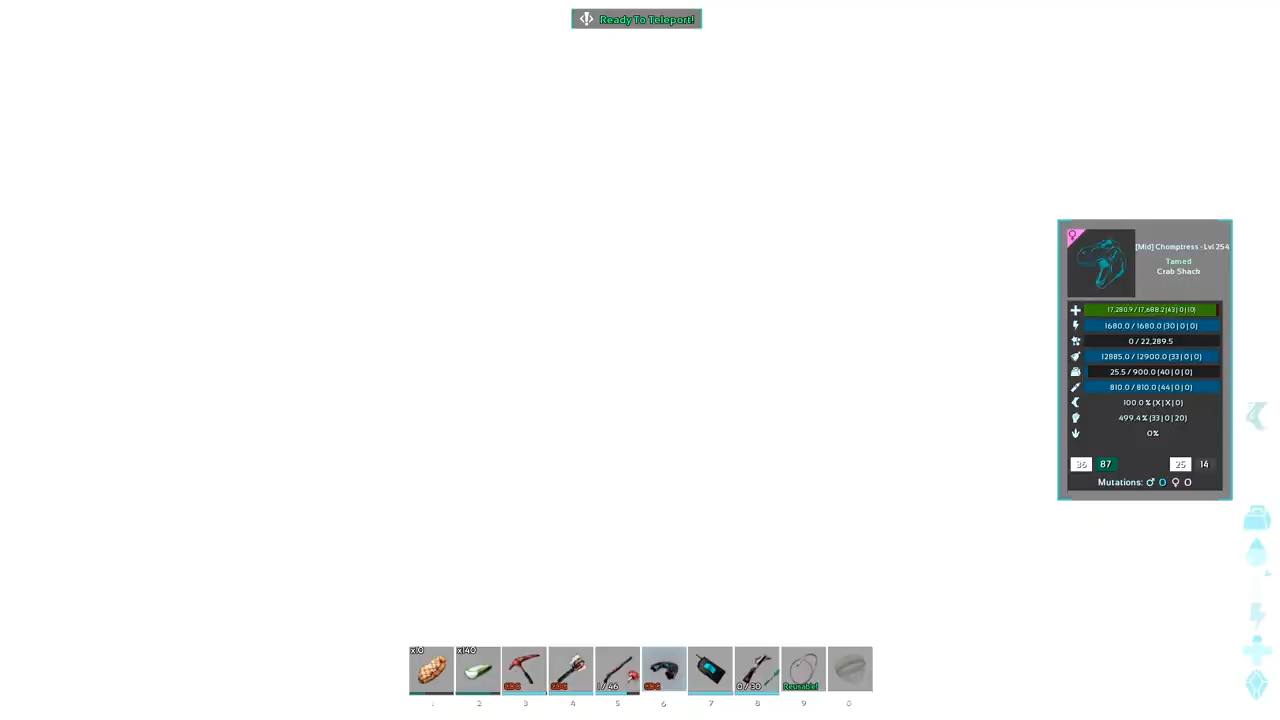 Ready To Teleport!
[Mid] Chomptress - Lvl 254
Tamed
Crab Shack
17,280.9 / 17,688.2 (43 | 0 | 10)
1680.0 / 1680.0 (30 | 0 | 0)
0 / 22,289.5
12885.0 / 12900.0 (33 | 0 | 0)
25.5 / 900.0 (40 | 0 | 0)
810.0 / 810.0 (44 | 0 | 0)
100.0 % (X | X | 0)
499.4 % (33 | 0 | 20)
0%
36 87 25 14
Mutations: ♂ 0 ♀ 0
x10 x140
CDG CDG 1 / 46 CDG 0 / 30 Reusable!
1 2 3 4 5 6 7 8 9 0